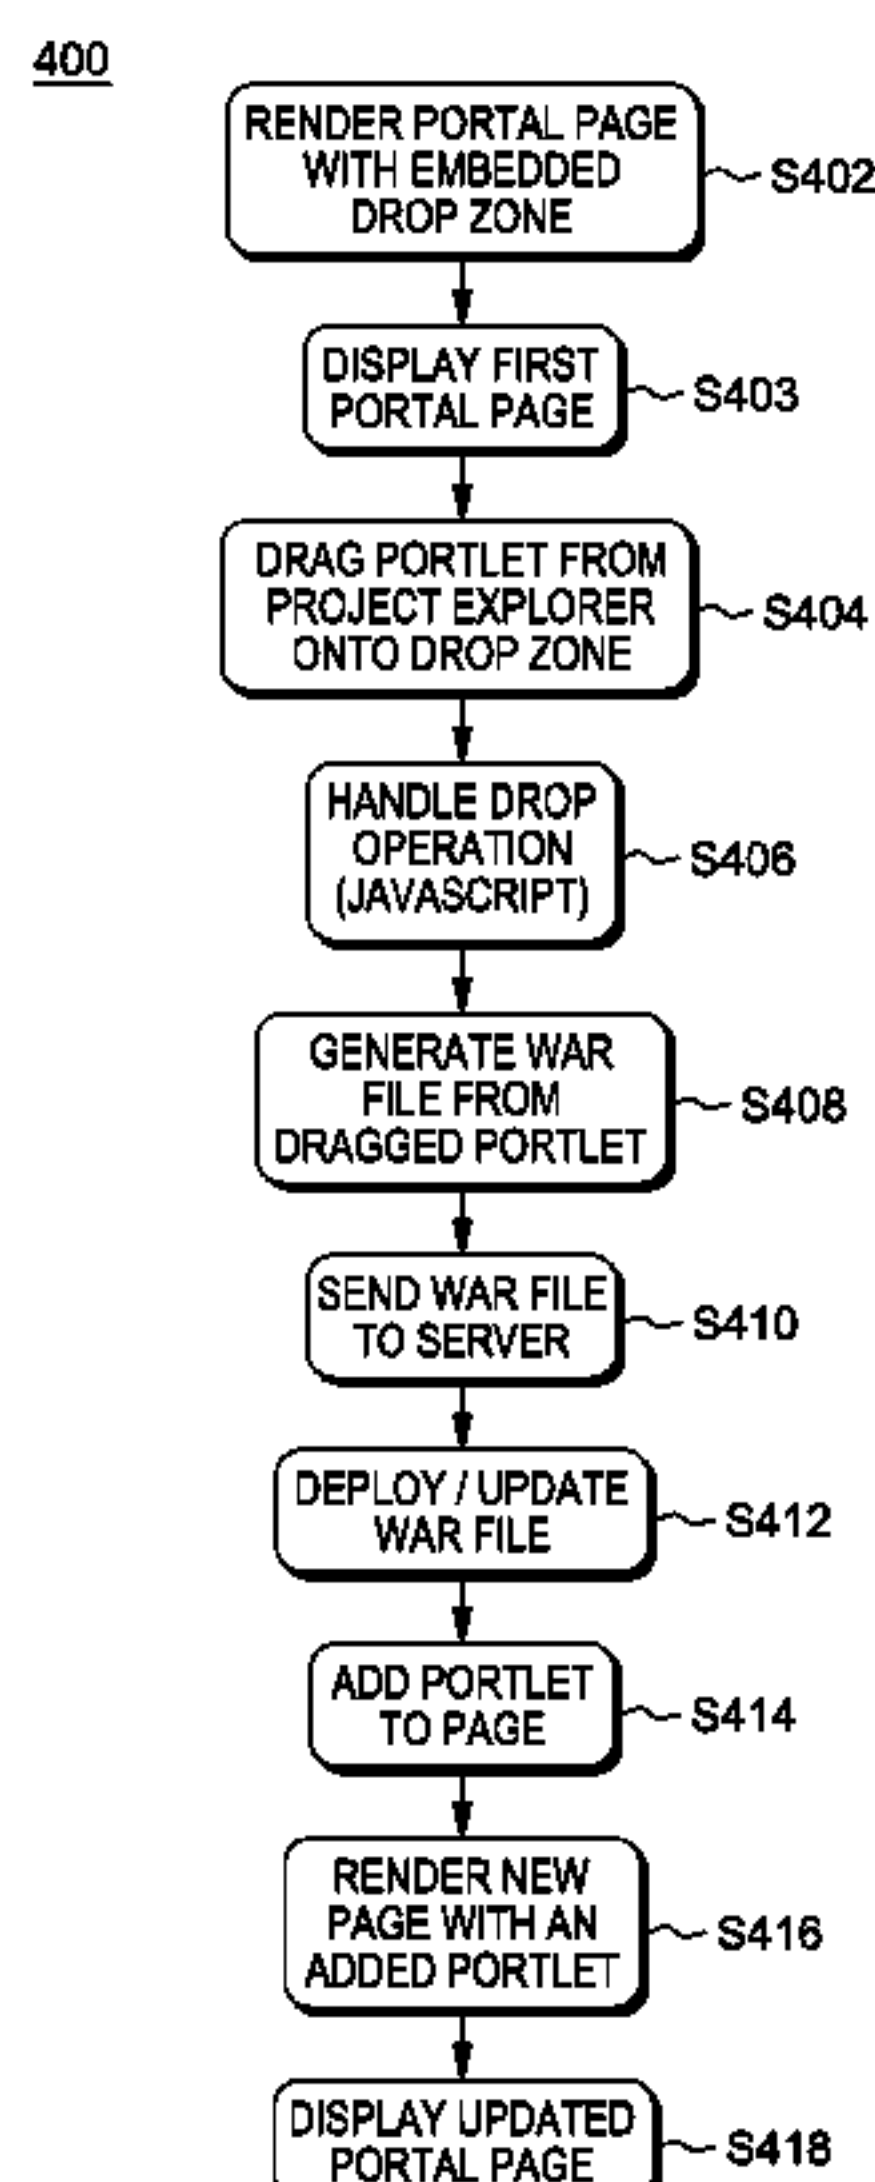 400
RENDER PORTAL PAGE
WITH EMBEDDED
DROP ZONE
S402
DISPLAY FIRST
PORTAL PAGE
S403
DRAG PORTLET FROM
PROJECT EXPLORER
ONTO DROP ZONE
S404
HANDLE DROP
OPERATION
(JAVASCRIPT)
S406
GENERATE WAR
FILE FROM
DRAGGED PORTLET
S408
SEND WAR FILE
TO SERVER
S410
DEPLOY / UPDATE
WAR FILE
S412
ADD PORTLET
TO PAGE
S414
RENDER NEW
PAGE WITH AN
ADDED PORTLET
S416
DISPLAY UPDATED
PORTAL PAGE
S418